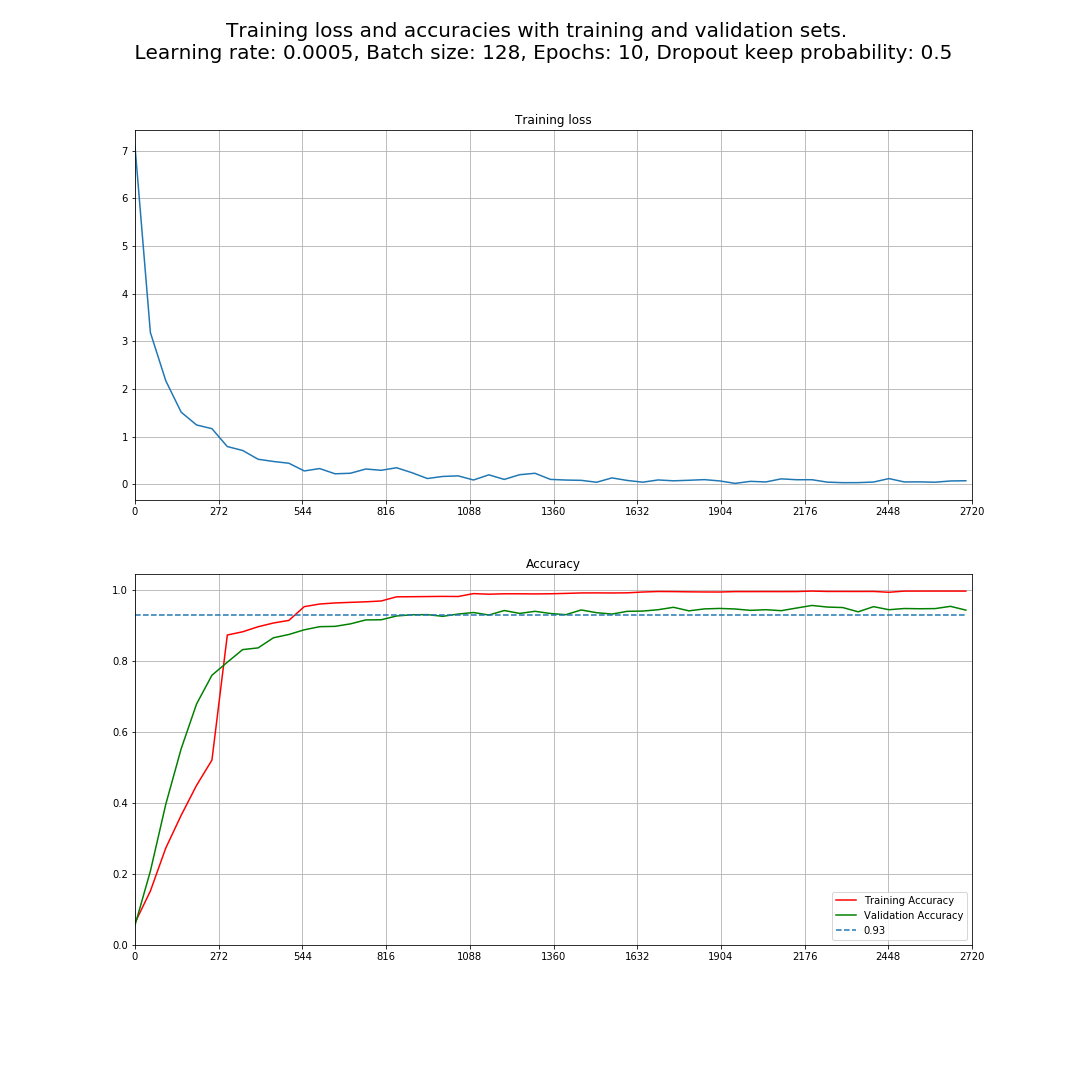 Training loss and accuracies with training and validation sets.
Learning rate: 0.0005, Batch size: 128, Epochs: 10, Dropout keep probability: 0.5
Training loss
7
6
5
4
3
2
1
0
0 272 544 816 1088 1360 1632 1904 2176 2448 2720
Accuracy
1.0
0.8
0.6
0.4
0.2
0.0
Training Accuracy
Validation Accuracy
0.93
0 272 544 816 1088 1360 1632 1904 2176 2448 2720